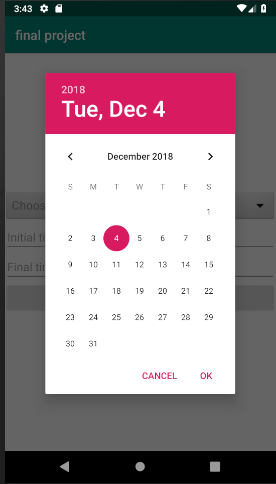 3:43
final project
2018
Tue, Dec 4
December 2018
S M T W T F S
1
2 3 4 5 6 7 8
9 10 11 12 13 14 15
16 17 18 19 20 21 22
23 24 25 26 27 28 29
30 31
Choos
Initial ti
Final tim
CANCEL OK